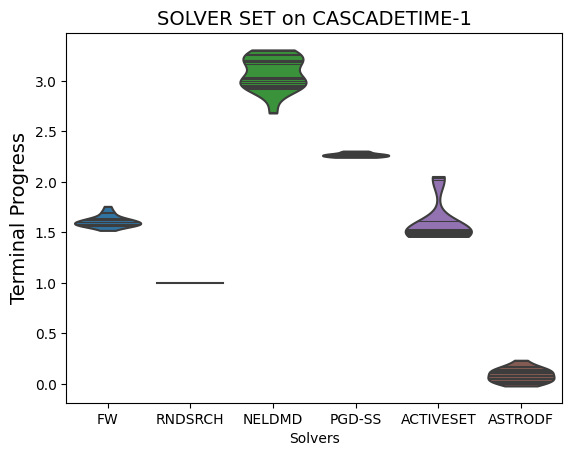 SOLVER SET on CASCADETIME-1
Terminal Progress
3.0
2.5
2.0
1.5
1.0
0.5
0.0
FW RNDSRCH NELDMD PGD-SS ACTIVESET ASTRODF
Solvers